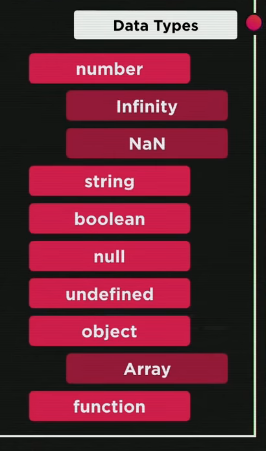 Data Types
number
Infinity
NaN
string
boolean
null
undefined
object
Array
function